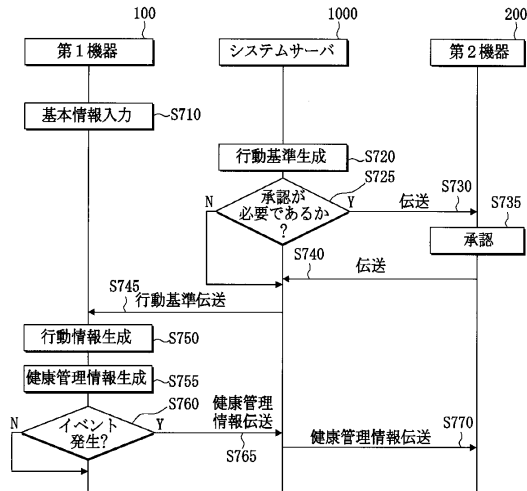 100
1000
200
第1機器
システムサーバ
第2機器
基本情報入力
S710
行動基準生成
S720
承認が
必要であるか
?
S725
N
Y
伝送
S730
S735
承認
S740
伝送
S745
行動基準伝送
行動情報生成
S750
健康管理情報生成
S755
S760
イベント
発生?
N
Y
健康管理
情報伝送
S765
健康管理情報伝送
S770